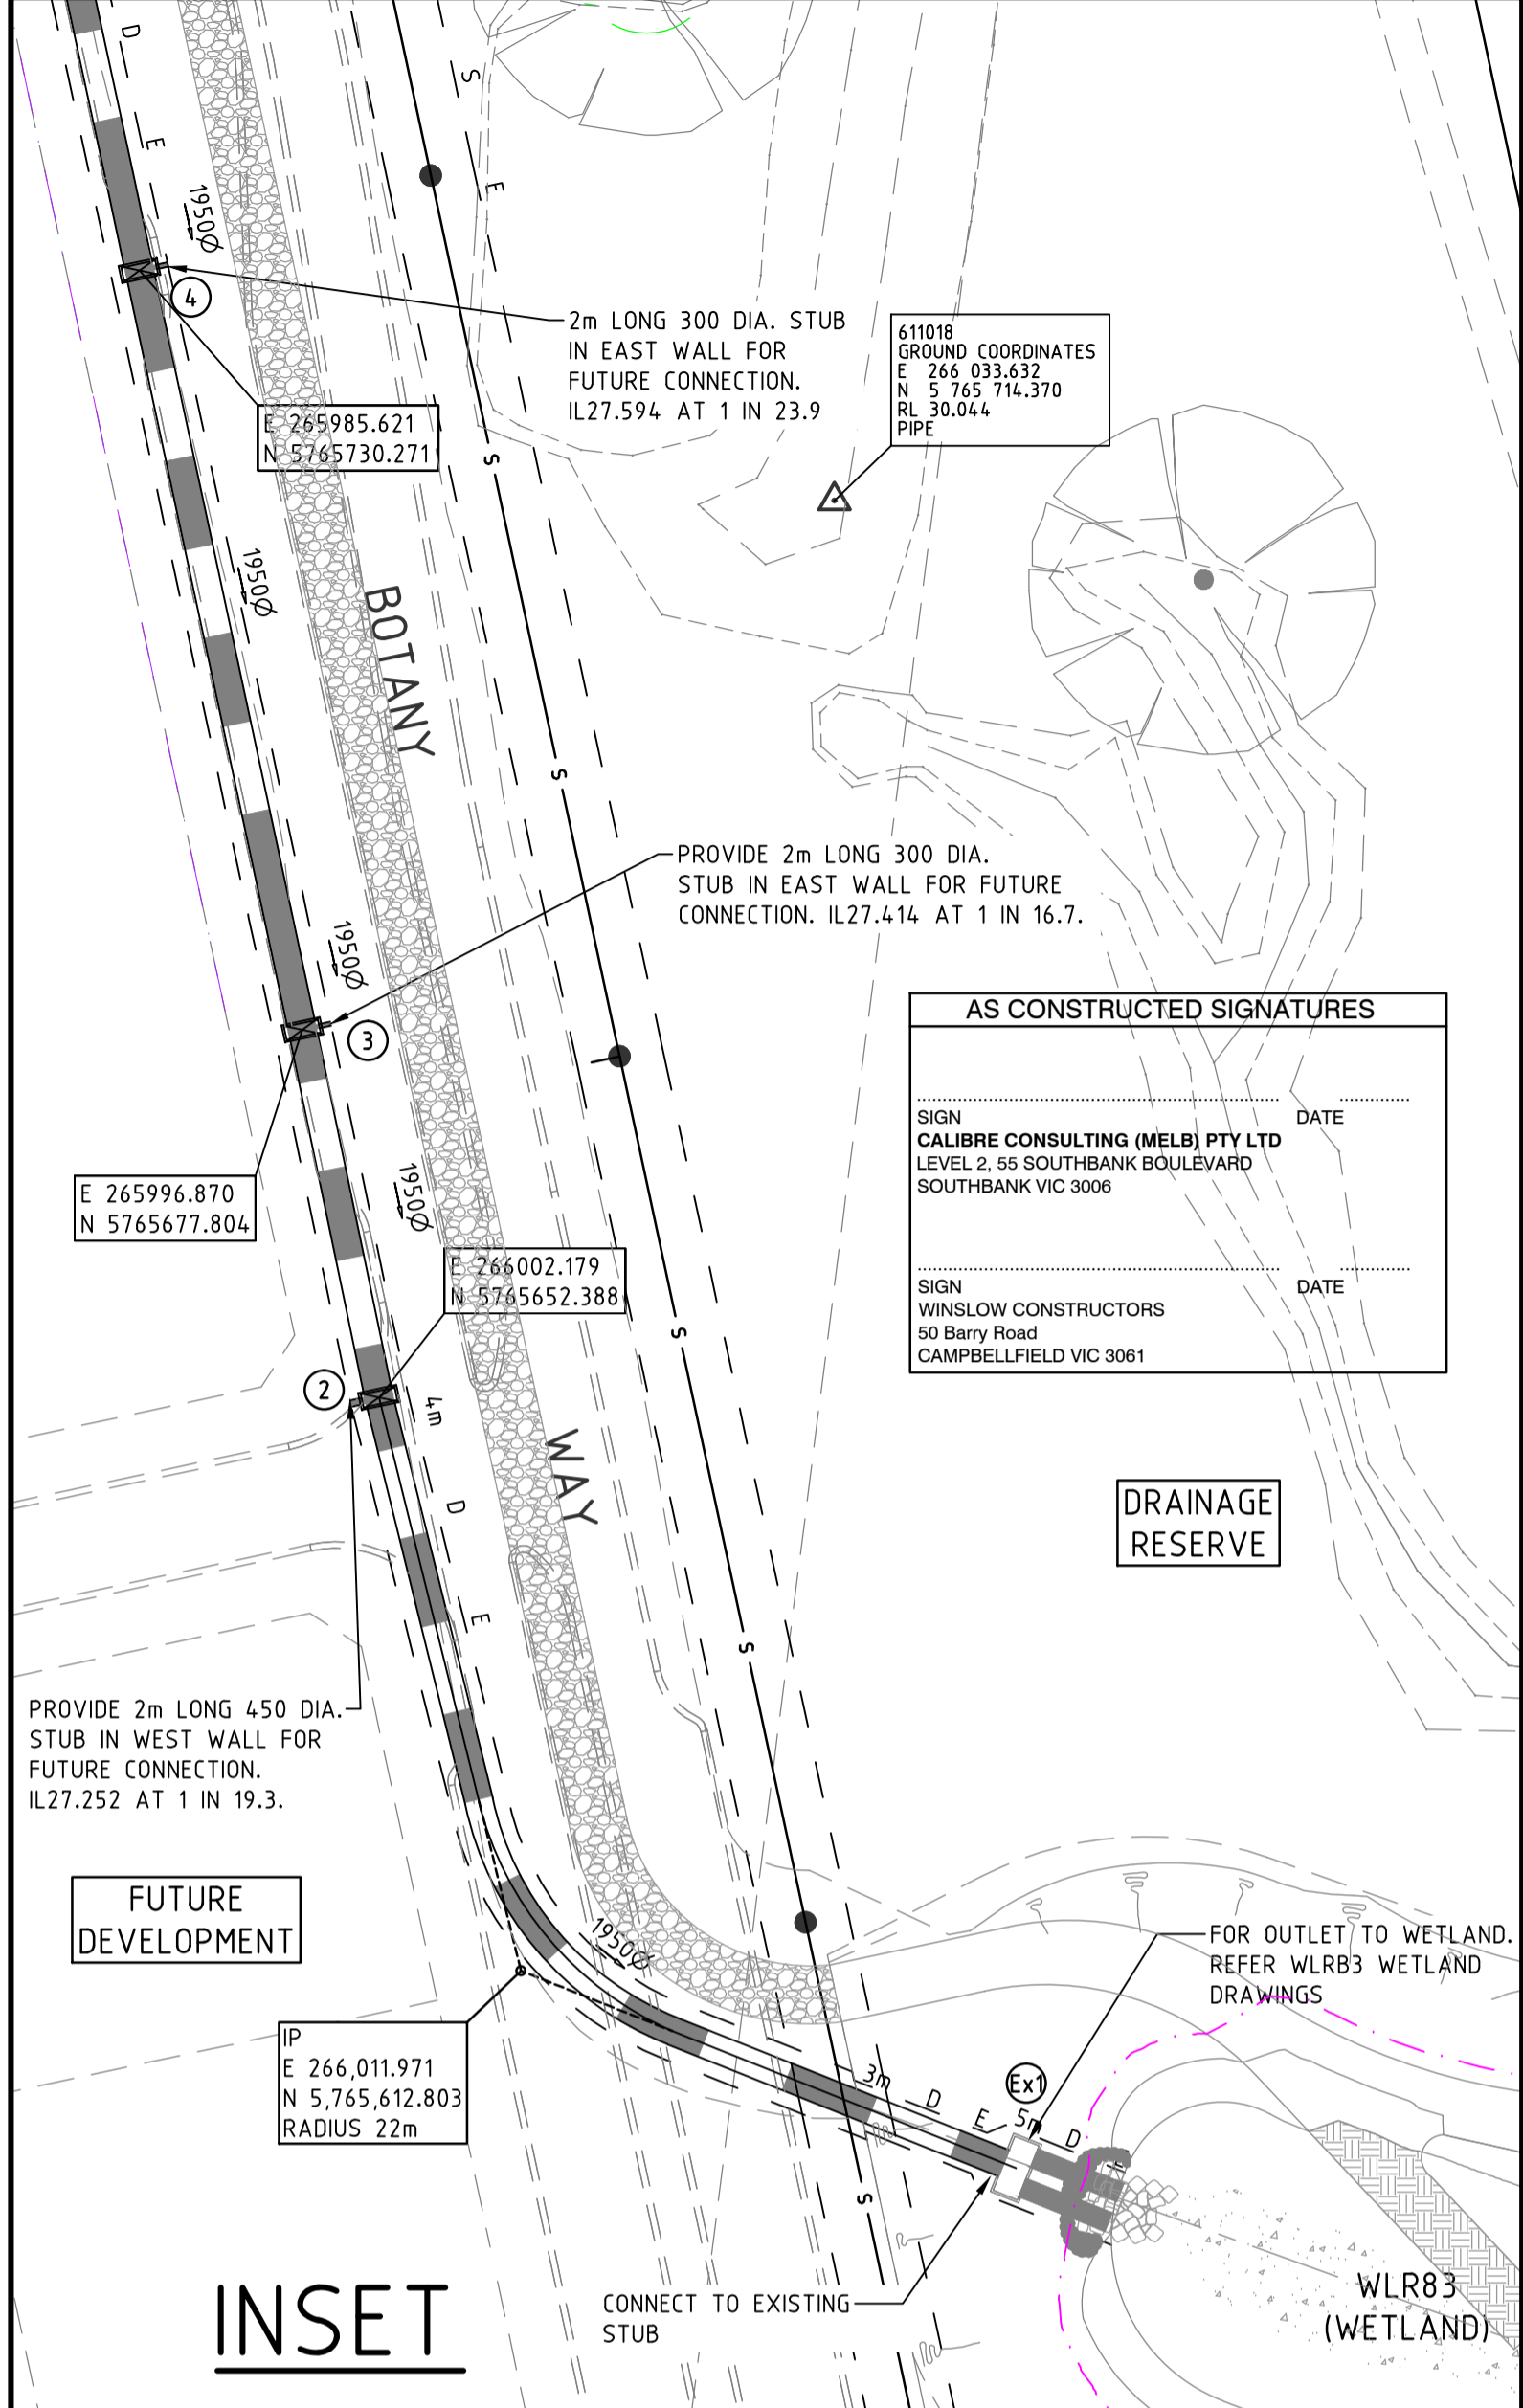 D
E
S
E
1950Ø
4
2m LONG 300 DIA. STUB
IN EAST WALL FOR
FUTURE CONNECTION.
IL27.594 AT 1 IN 23.9
611018
GROUND COORDINATES
E 266 033.632
N 5 765 714.370
RL 30.044
PIPE
E 265985.621
N 5765730.271
S
1950Ø
BOTANY
S
PROVIDE 2m LONG 300 DIA.
STUB IN EAST WALL FOR FUTURE
CONNECTION. IL27.414 AT 1 IN 16.7.
1950Ø
3
AS CONSTRUCTED SIGNATURES
SIGN DATE
CALIBRE CONSULTING (MELB) PTY LTD
LEVEL 2, 55 SOUTHBANK BOULEVARD
SOUTHBANK VIC 3006
SIGN DATE
WINSLOW CONSTRUCTORS
50 Barry Road
CAMPBELLFIELD VIC 3061
E 265996.870
N 5765677.804
1950Ø
E 266002.179
N 5765652.388
S
2
4m
WAY
D
E
S
DRAINAGE
RESERVE
PROVIDE 2m LONG 450 DIA.
STUB IN WEST WALL FOR
FUTURE CONNECTION.
IL27.252 AT 1 IN 19.3.
FUTURE
DEVELOPMENT
1950Ø
FOR OUTLET TO WETLAND.
REFER WLRB3 WETLAND
DRAWINGS
IP
E 266,011.971
N 5,765,612.803
RADIUS 22m
3m
D
E
Ex1
5m
D
E
S
CONNECT TO EXISTING
STUB
WLR83
(WETLAND)
INSET